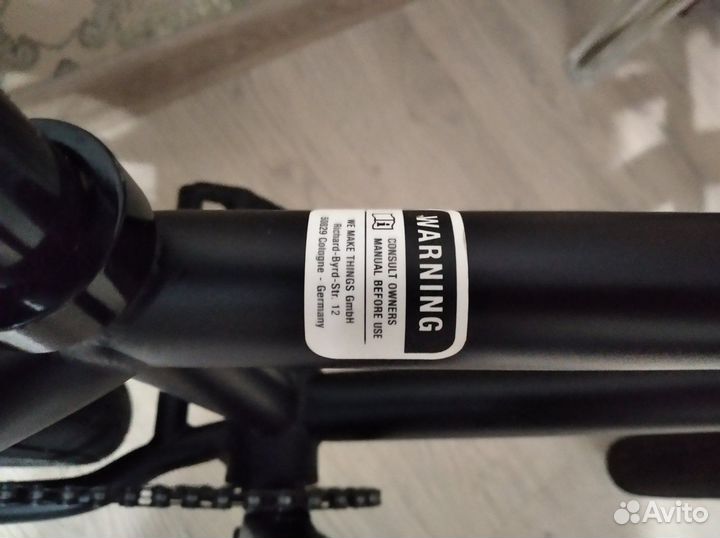 WARNING
CONSULT OWNERS
MANUAL BEFORE USE
WE MAKE THINGS GmbH
Richard-Byrd-Str. 12
50829 Cologne - Germany
Avito